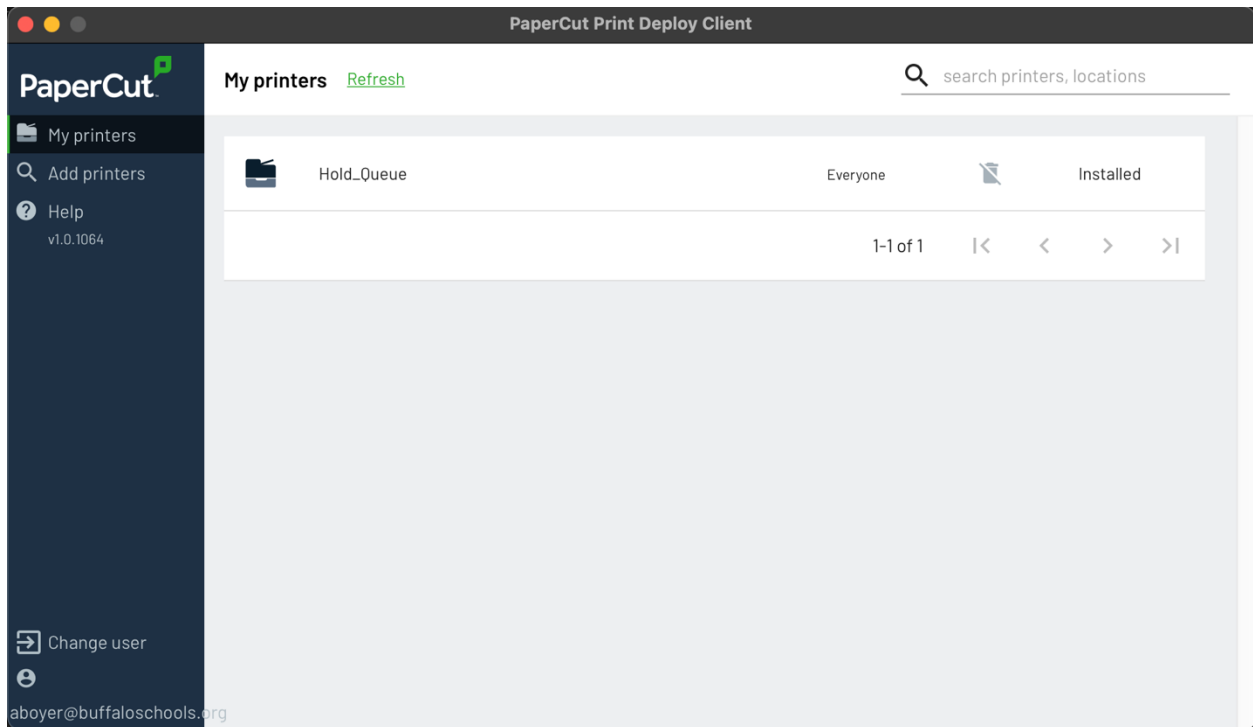 PaperCut Print Deploy Client
PaperCut™
My printers Refresh
search printers, locations
My printers
Add printers
Help
v1.0.1064
Hold_Queue Everyone Installed
1-1 of 1
Change user
aboyer@buffaloschools.org